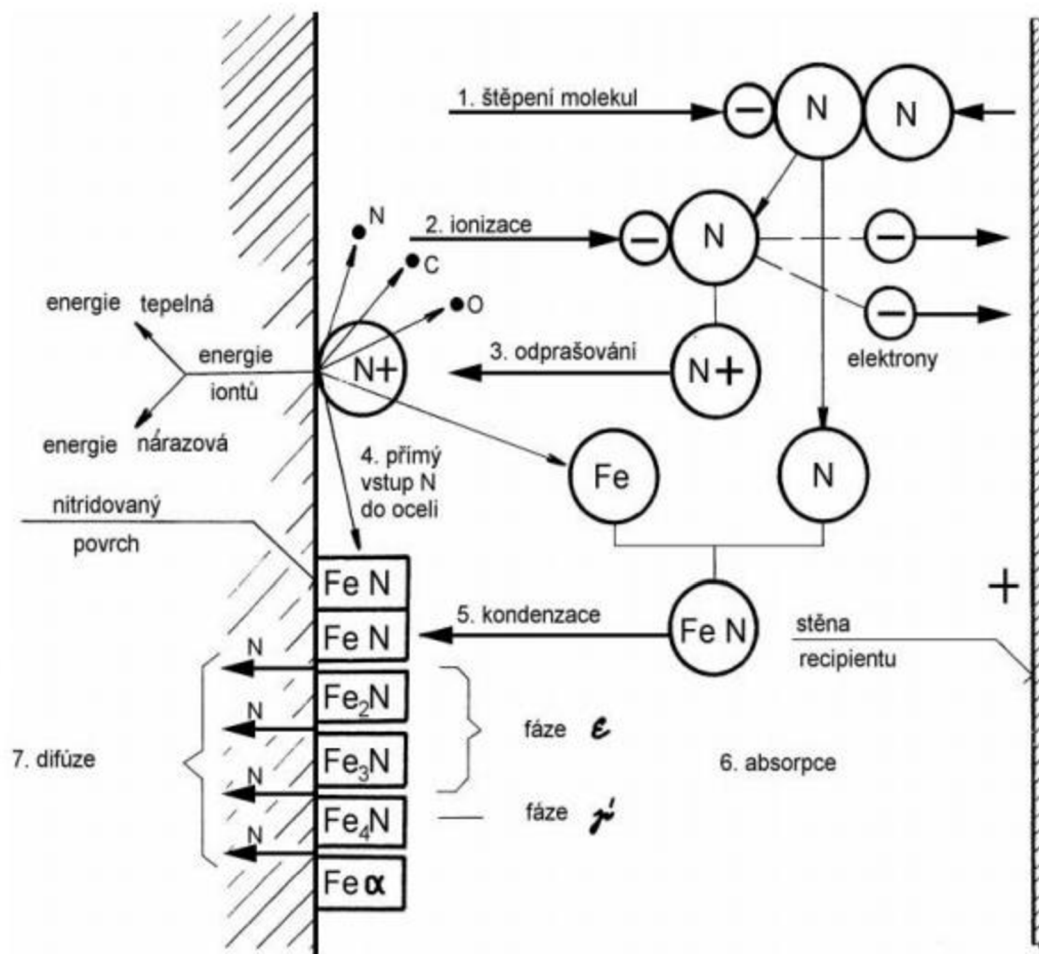 1. štěpení molekul
−
N
N
N
2. ionizace
−
N
−
C
O
−
energie tepelná
energie
iontů
N+
3. odprašování
N+
elektrony
energie nárazová
4. přímý
vstup N
do oceli
Fe
N
nitridovaný
povrch
Fe N
+
Fe N
5. kondenzace
Fe N
stěna
recipientu
N
Fe₂N
N
fáze ε
7. difúze
Fe₃N
6. absorpce
N
Fe₄N
fáze γ'
N
Fe α